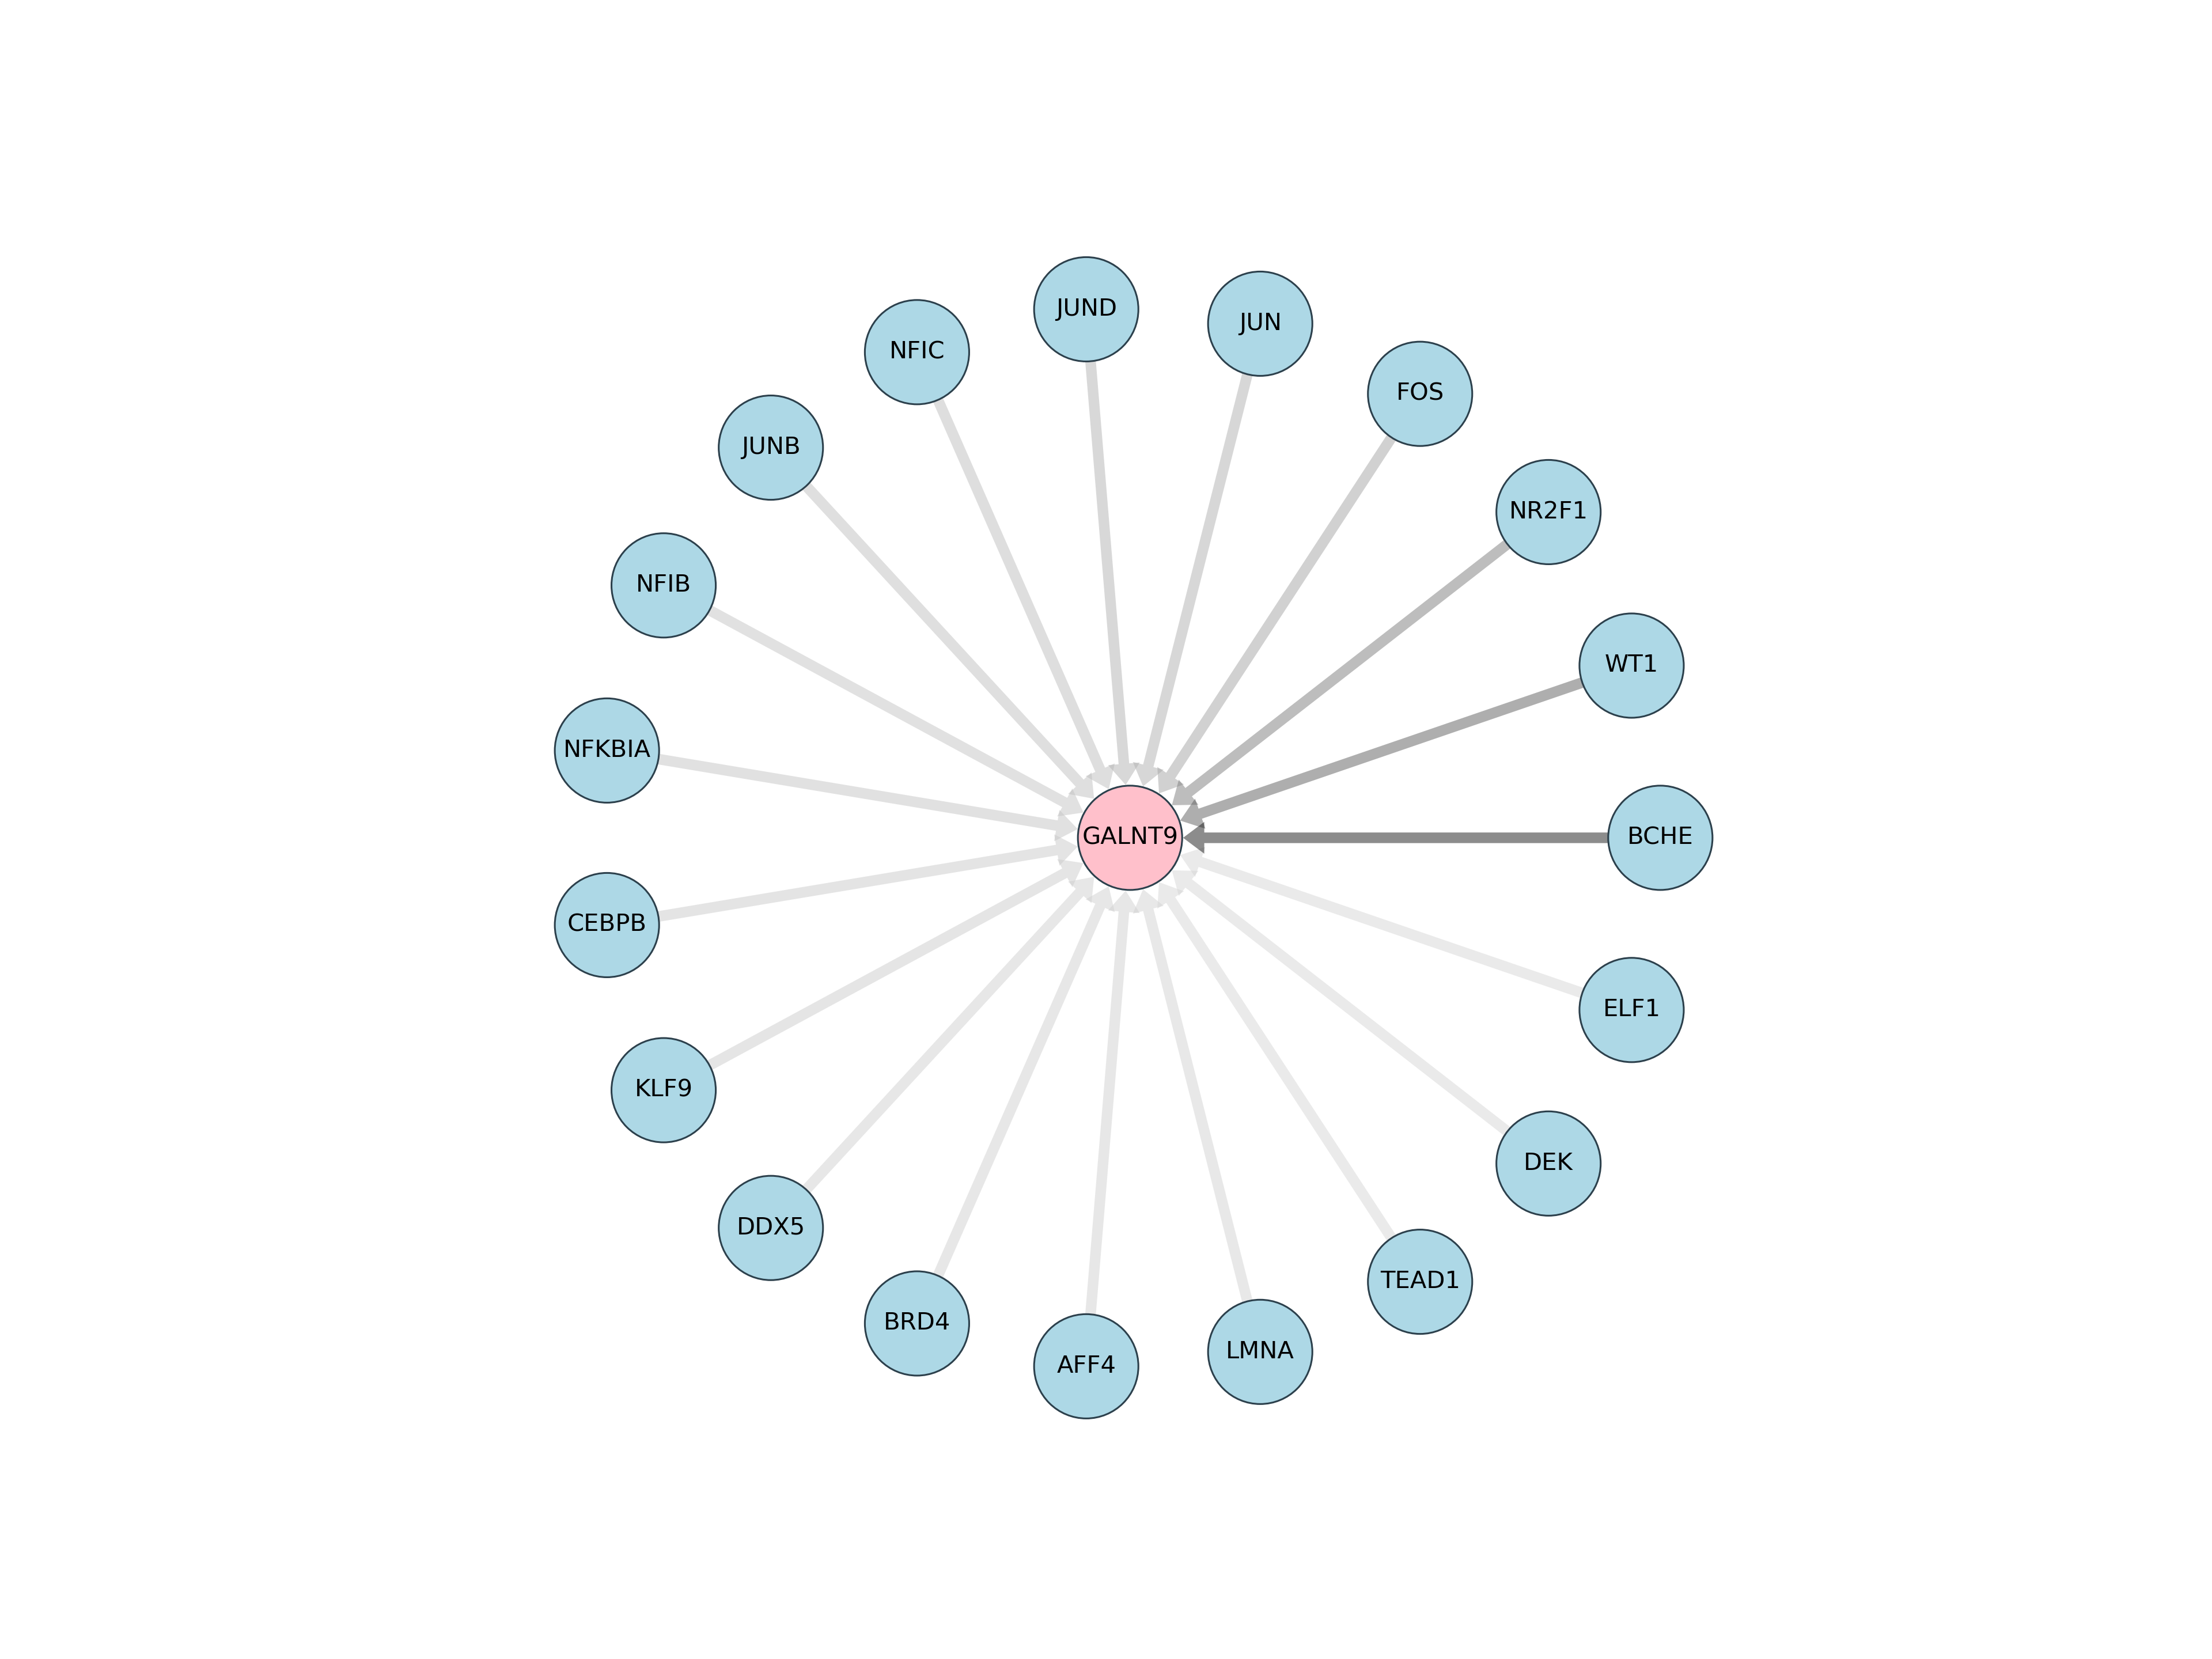 JUND
JUN
NFIC
FOS
JUNB
NR2F1
NFIB
WT1
NFKBIA
GALNT9
BCHE
CEBPB
ELF1
KLF9
DEK
DDX5
TEAD1
BRD4
LMNA
AFF4